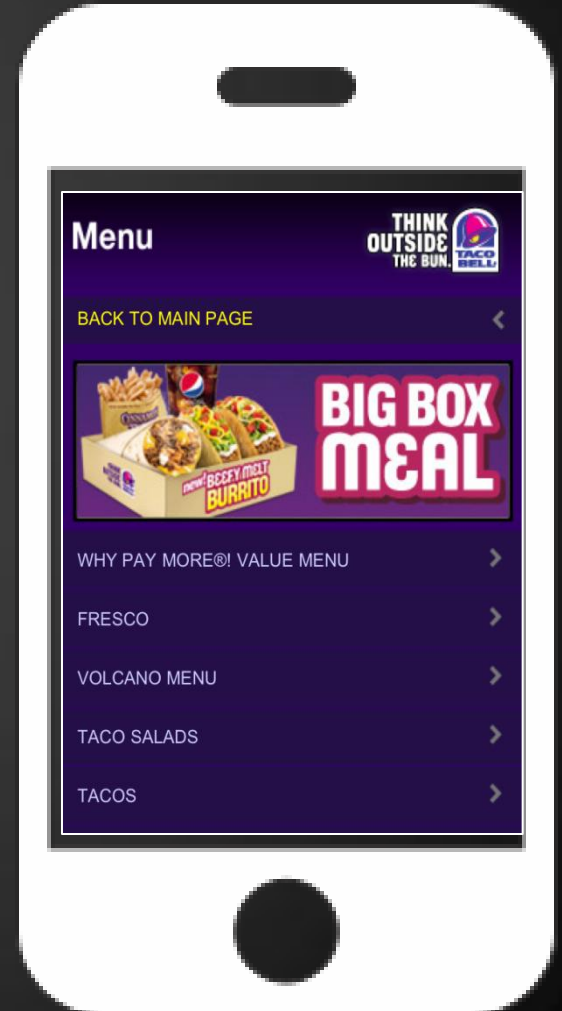 Menu
THINK
OUTSIDE
THE BUN.
TACO
BELL
BACK TO MAIN PAGE
BIG BOX
MEAL
new! BEEFY MELT
BURRITO
WHY PAY MORE®! VALUE MENU
FRESCO
VOLCANO MENU
TACO SALADS
TACOS